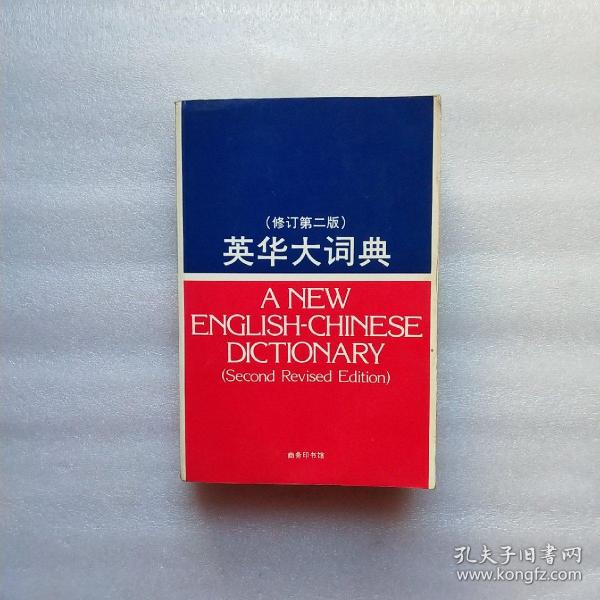 （修订第二版）
英华大词典
A NEW
ENGLISH-CHINESE
DICTIONARY
(Second Revised Edition)
商务印书馆
孔夫子旧书网
www.kongfz.com